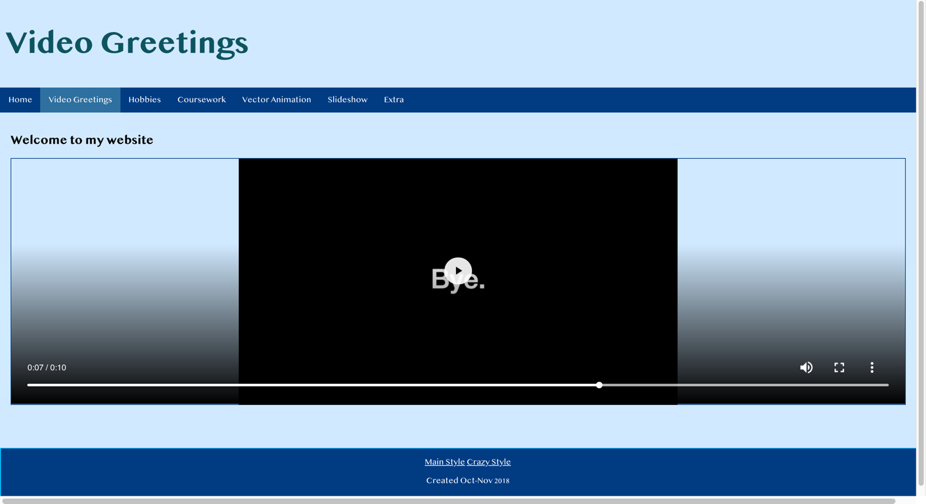 Video Greetings
Home Video Greetings Hobbies Coursework Vector Animation Slideshow Extra
Welcome to my website
Bye.
0:07 / 0:10
Main Style Crazy Style
Created Oct-Nov 2018